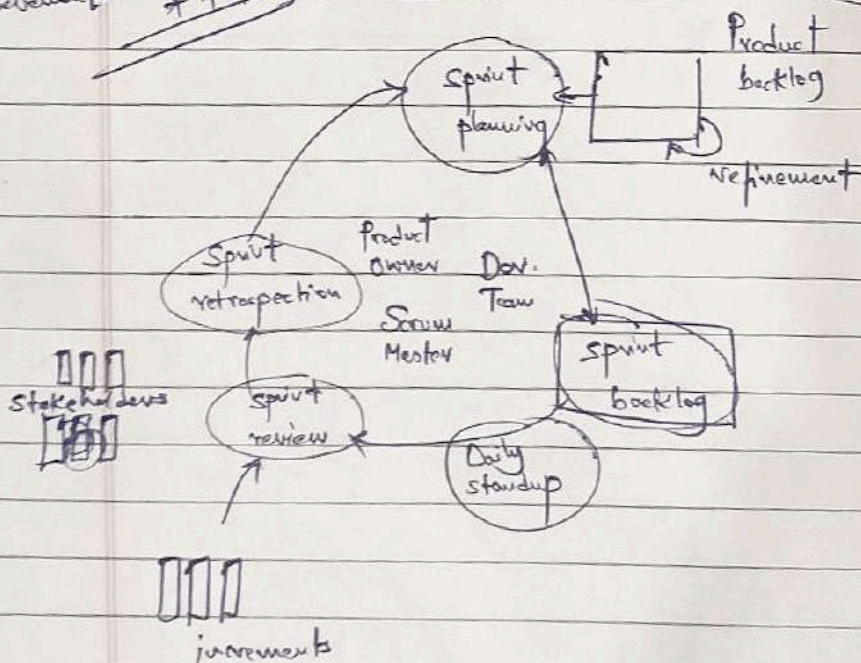 Product
backlog
Sprint
planning
Refinement
Sprint
retrospection
Product
Owner
Dev.
Team
Scrum
Master
Sprint
backlog
Stakeholders
Sprint
review
Daily
standup
increments